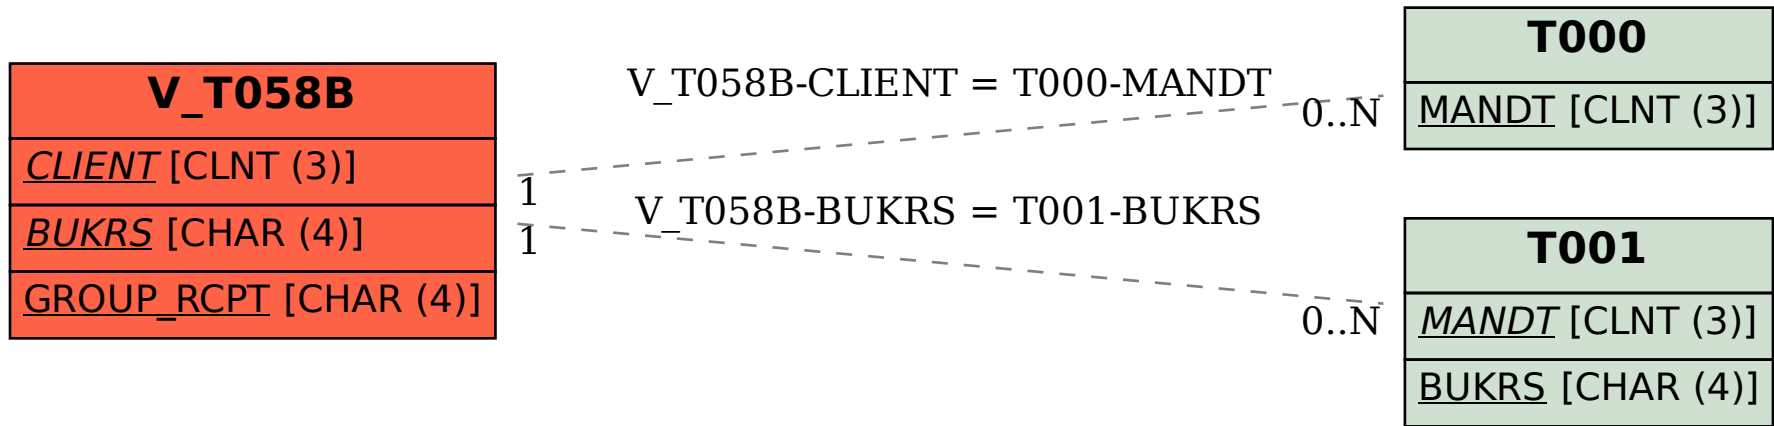 V_T058B
CLIENT [CLNT (3)]
BUKRS [CHAR (4)]
GROUP_RCPT [CHAR (4)]
V_T058B-CLIENT = T000-MANDT
1
0..N
V_T058B-BUKRS = T001-BUKRS
1
0..N
T000
MANDT [CLNT (3)]
T001
MANDT [CLNT (3)]
BUKRS [CHAR (4)]